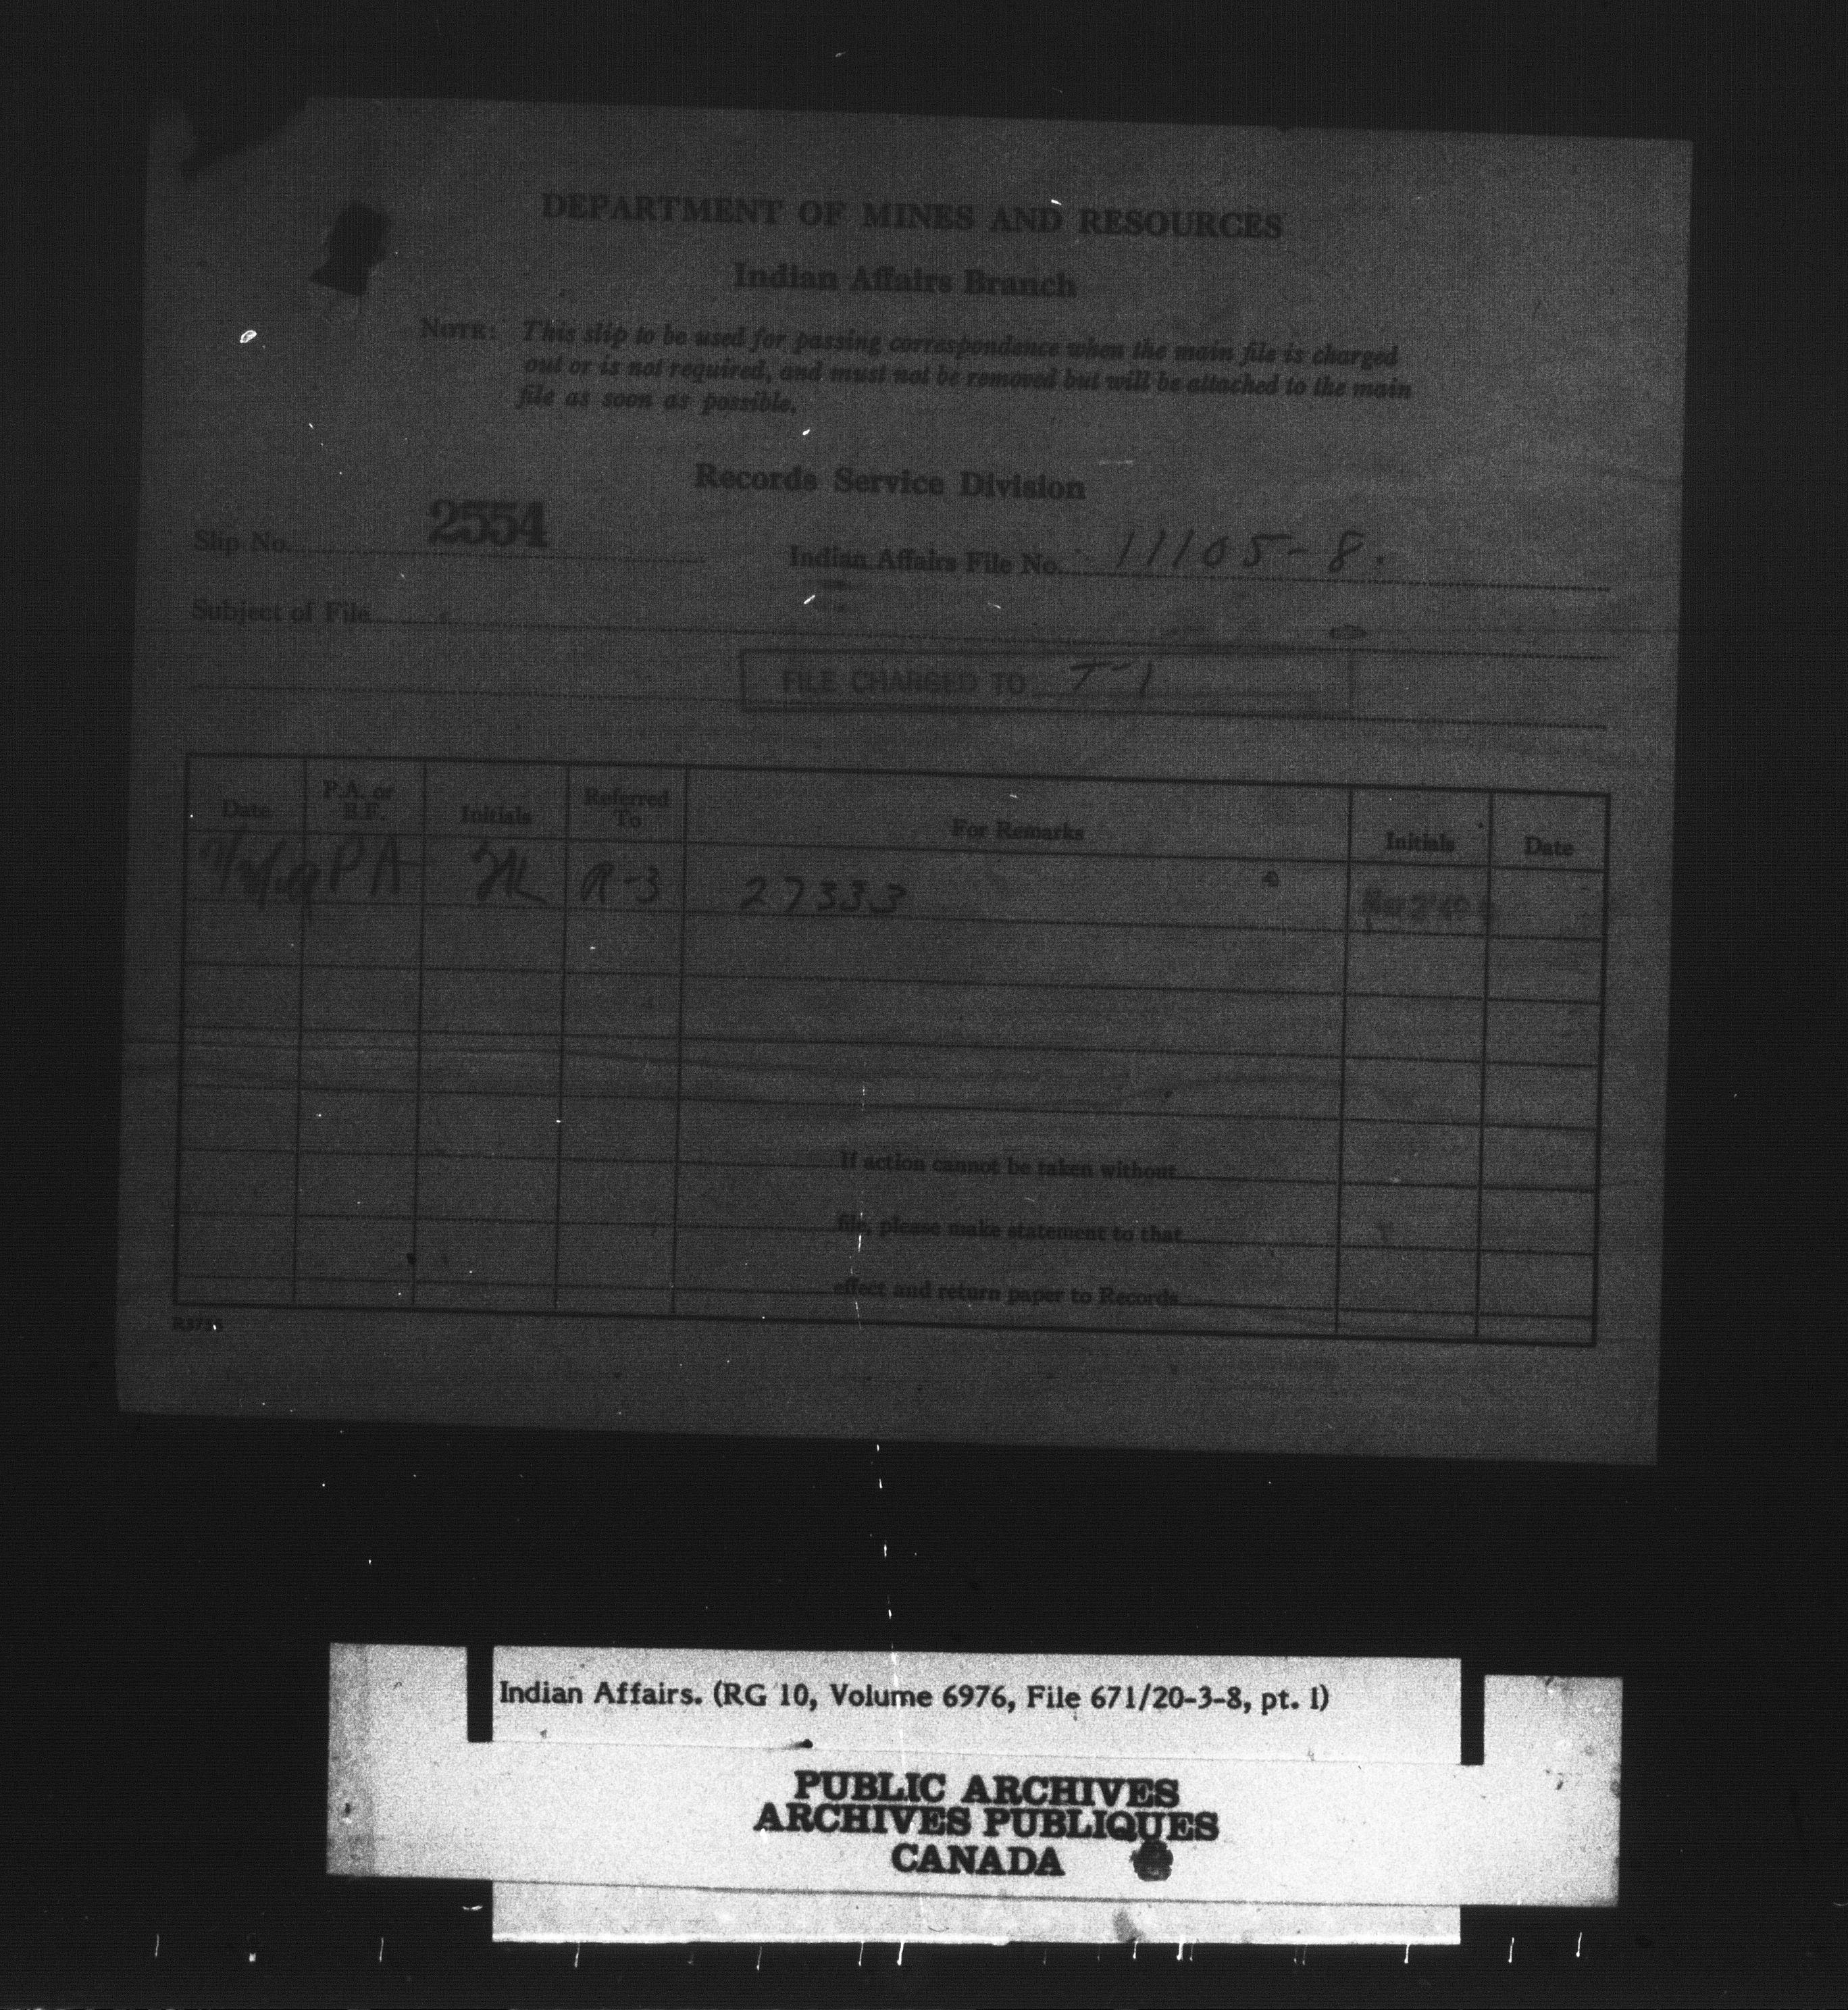 DEPARTMENT OF MINES AND RESOURCES
Indian Affairs Branch
NOTE: This slip to be used for passing correspondence when the main file is charged
out or is not required, and must not be removed but will be attached to the main
file as soon as possible.
Records Service Division
Slip No. 2554
Indian Affairs File No. 11105-8.
Subject of File
FILE CHARGED TO T-1
Date P.A. or B.F. Initials Referred To For Remarks Initials Date
PA R-3 27333
If action cannot be taken without
file, please make statement to that
effect and return paper to Records
Indian Affairs. (RG 10, Volume 6976, File 671/20-3-8, pt. 1)
PUBLIC ARCHIVES
ARCHIVES PUBLIQUES
CANADA